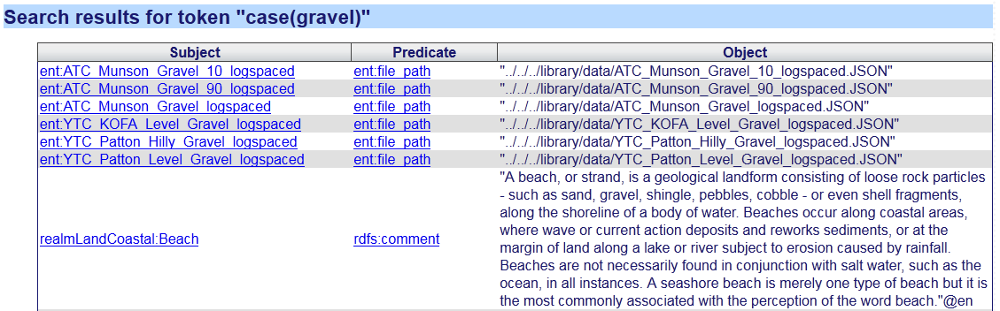 Search results for token "case(gravel)"
Subject Predicate Object
ent:ATC_Munson_Gravel_10_logspaced ent:file_path "../../../library/data/ATC_Munson_Gravel_10_logspaced.JSON"
ent:ATC_Munson_Gravel_90_logspaced ent:file_path "../../../library/data/ATC_Munson_Gravel_90_logspaced.JSON"
ent:ATC_Munson_Gravel_logspaced ent:file_path "../../../library/data/ATC_Munson_Gravel_logspaced.JSON"
ent:YTC_KOFA_Level_Gravel_logspaced ent:file_path "../../../library/data/YTC_KOFA_Level_Gravel_logspaced.JSON"
ent:YTC_Patton_Hilly_Gravel_logspaced ent:file_path "../../../library/data/YTC_Patton_Hilly_Gravel_logspaced.JSON"
ent:YTC_Patton_Level_Gravel_logspaced ent:file_path "../../../library/data/YTC_Patton_Level_Gravel_logspaced.JSON"
realmLandCoastal:Beach rdfs:comment
"A beach, or strand, is a geological landform consisting of loose rock particles
- such as sand, gravel, shingle, pebbles, cobble - or even shell fragments,
along the shoreline of a body of water. Beaches occur along coastal areas,
where wave or current action deposits and reworks sediments, or at the
margin of land along a lake or river subject to erosion caused by rainfall.
Beaches are not necessarily found in conjunction with salt water, such as the
ocean, in all instances. A seashore beach is merely one type of beach but it is
the most commonly associated with the perception of the word beach."@en